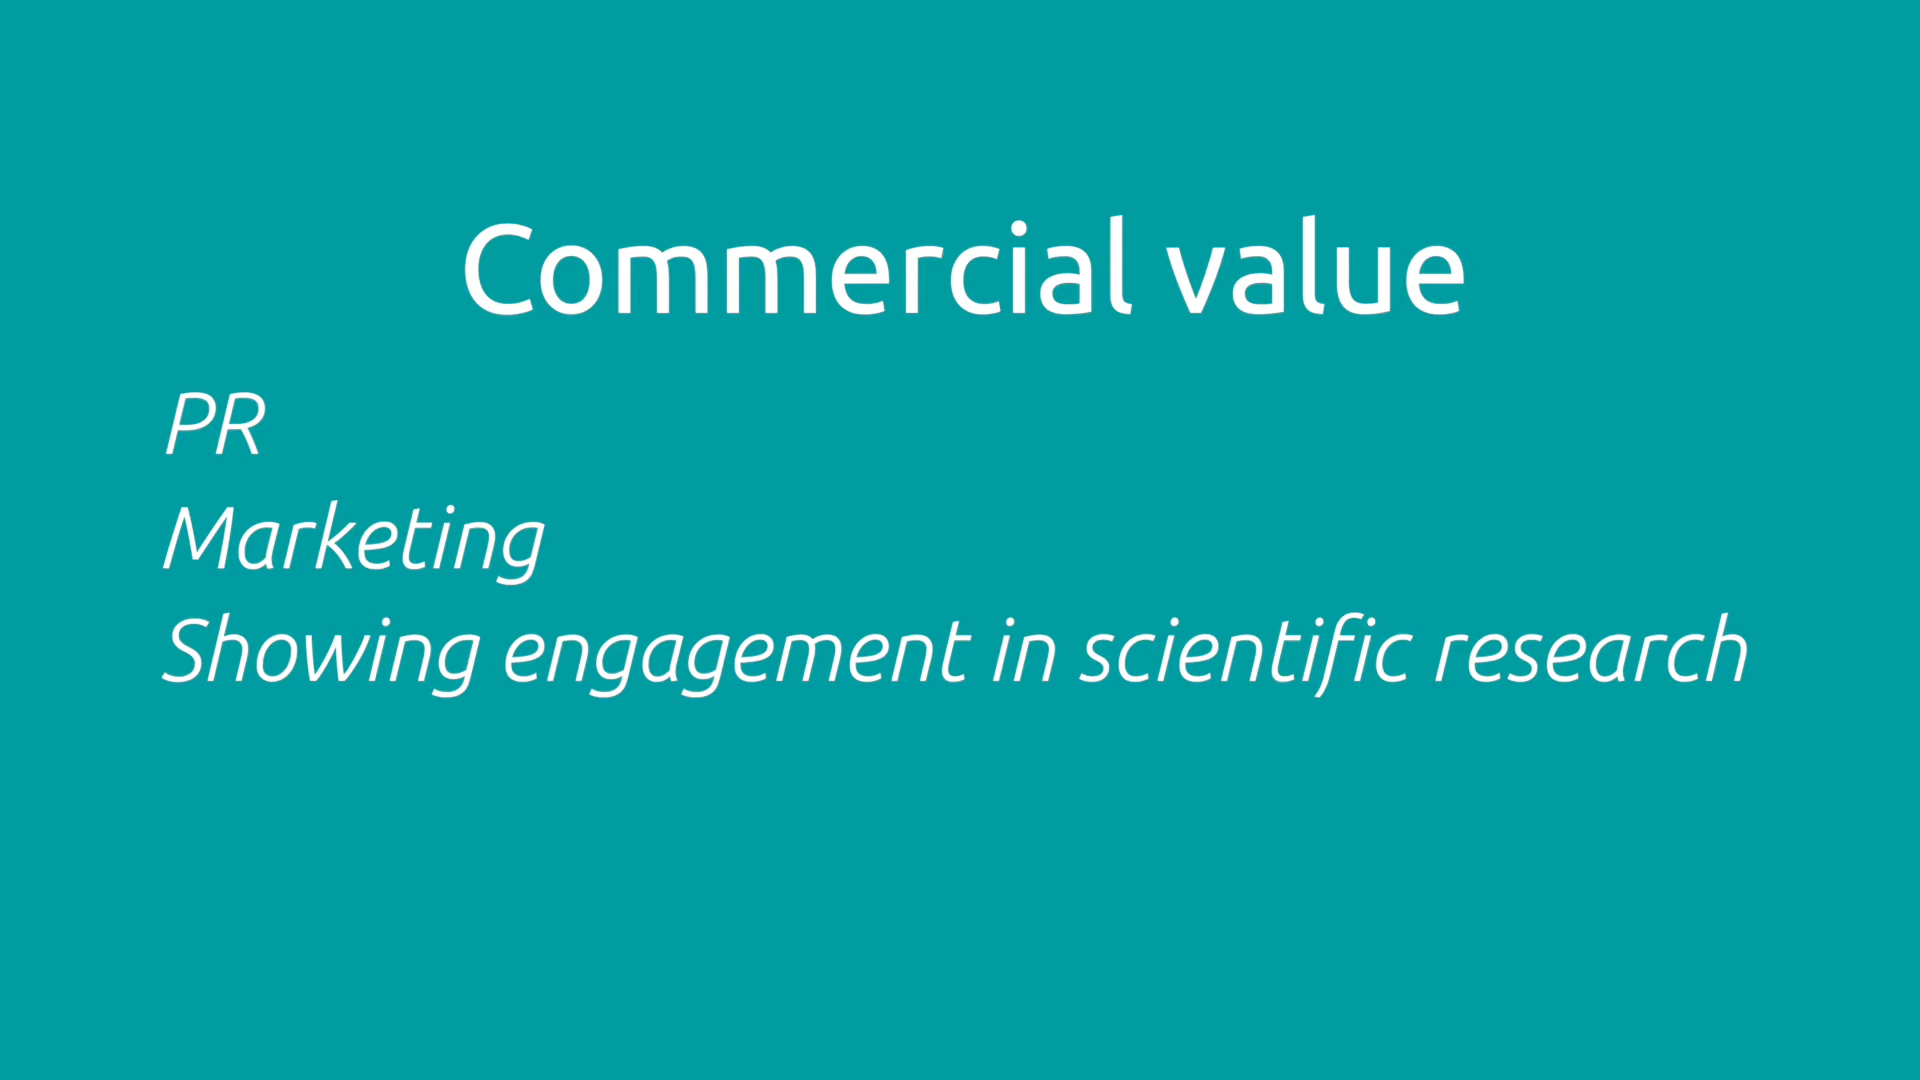 Commercial value
PR
Marketing
Showing engagement in scientific research